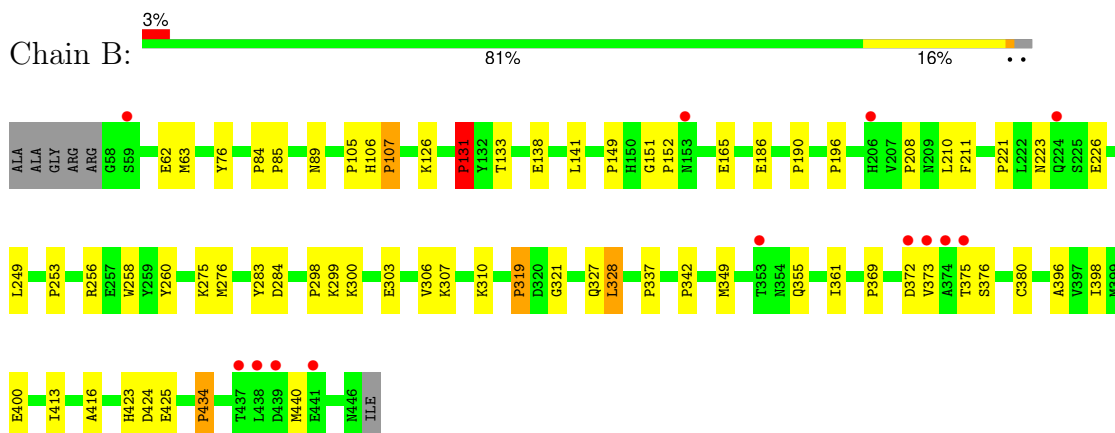 3%
Chain B:
81% 16% • •
ALA ALA GLY ARG ARG G58 S59 E62 M63 Y76 P84 P85 N89 P105 H106 P107 K126 P131 Y132 T133 E138 L141 P149 H150 G151 P152 N153 E165 E186 P190 P196 H206 V207 P208 N209 L210 F211 P221 L222 N223 Q224 S225 E226
L249 P253 R256 E257 W258 Y259 Y260 K275 M276 Y283 D284 P298 K299 K300 E303 V306 K307 K310 P319 D320 G321 Q327 L328 P337 P342 M349 T353 N354 Q355 I361 P369 D372 V373 A374 T375 S376 C380 A396 V397 I398 M399
E400 I413 A416 H423 D424 E425 P434 T437 L438 D439 M440 E441 N446 ILE